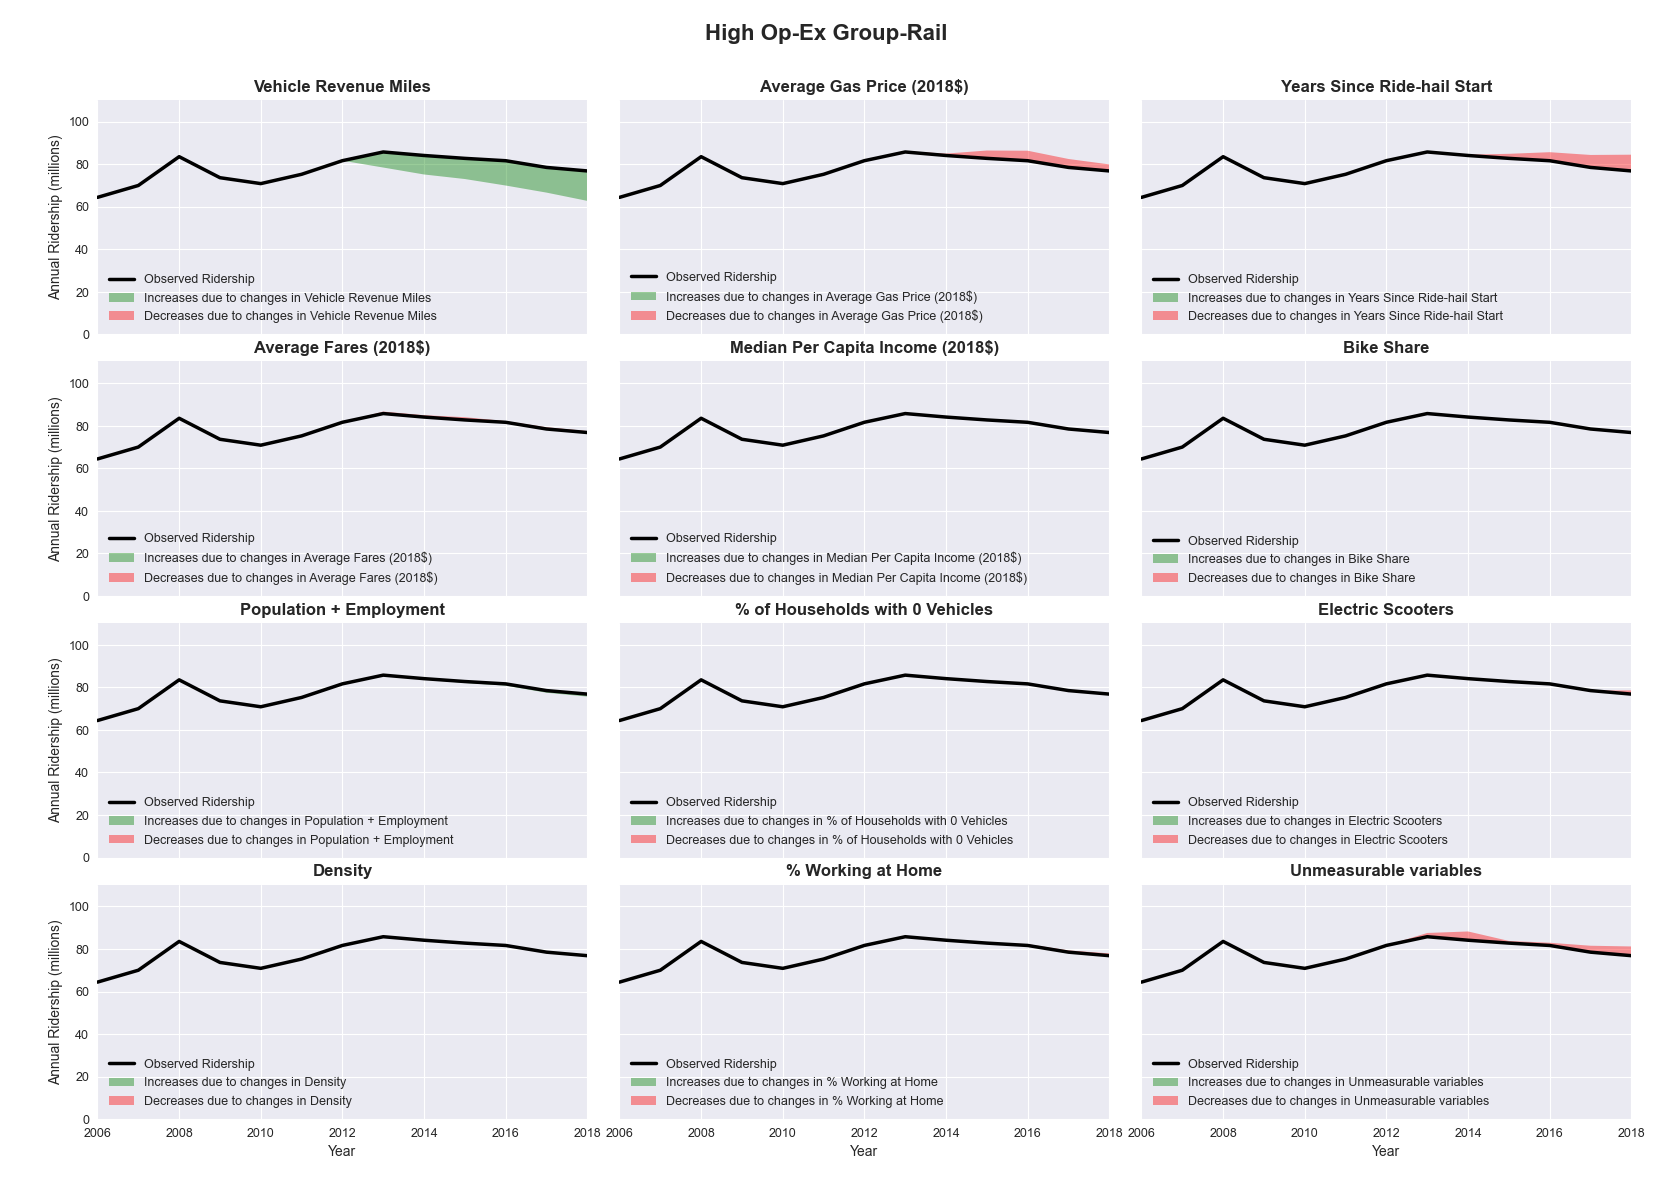 High Op-Ex Group-Rail
Vehicle Revenue Miles
Average Gas Price (2018$)
Years Since Ride-hail Start
Annual Ridership (millions)
100
80
60
40
20
0
Observed Ridership
Increases due to changes in Vehicle Revenue Miles
Decreases due to changes in Vehicle Revenue Miles
Observed Ridership
Increases due to changes in Average Gas Price (2018$)
Decreases due to changes in Average Gas Price (2018$)
Observed Ridership
Increases due to changes in Years Since Ride-hail Start
Decreases due to changes in Years Since Ride-hail Start
Average Fares (2018$)
Median Per Capita Income (2018$)
Bike Share
Annual Ridership (millions)
100
80
60
40
20
0
Observed Ridership
Increases due to changes in Average Fares (2018$)
Decreases due to changes in Average Fares (2018$)
Observed Ridership
Increases due to changes in Median Per Capita Income (2018$)
Decreases due to changes in Median Per Capita Income (2018$)
Observed Ridership
Increases due to changes in Bike Share
Decreases due to changes in Bike Share
Population + Employment
% of Households with 0 Vehicles
Electric Scooters
Annual Ridership (millions)
100
80
60
40
20
0
Observed Ridership
Increases due to changes in Population + Employment
Decreases due to changes in Population + Employment
Observed Ridership
Increases due to changes in % of Households with 0 Vehicles
Decreases due to changes in % of Households with 0 Vehicles
Observed Ridership
Increases due to changes in Electric Scooters
Decreases due to changes in Electric Scooters
Density
% Working at Home
Unmeasurable variables
Annual Ridership (millions)
100
80
60
40
20
0
Observed Ridership
Increases due to changes in Density
Decreases due to changes in Density
Observed Ridership
Increases due to changes in % Working at Home
Decreases due to changes in % Working at Home
Observed Ridership
Increases due to changes in Unmeasurable variables
Decreases due to changes in Unmeasurable variables
2006 2008 2010 2012 2014 2016 2018
2006 2008 2010 2012 2014 2016 2018
2006 2008 2010 2012 2014 2016 2018
Year
Year
Year